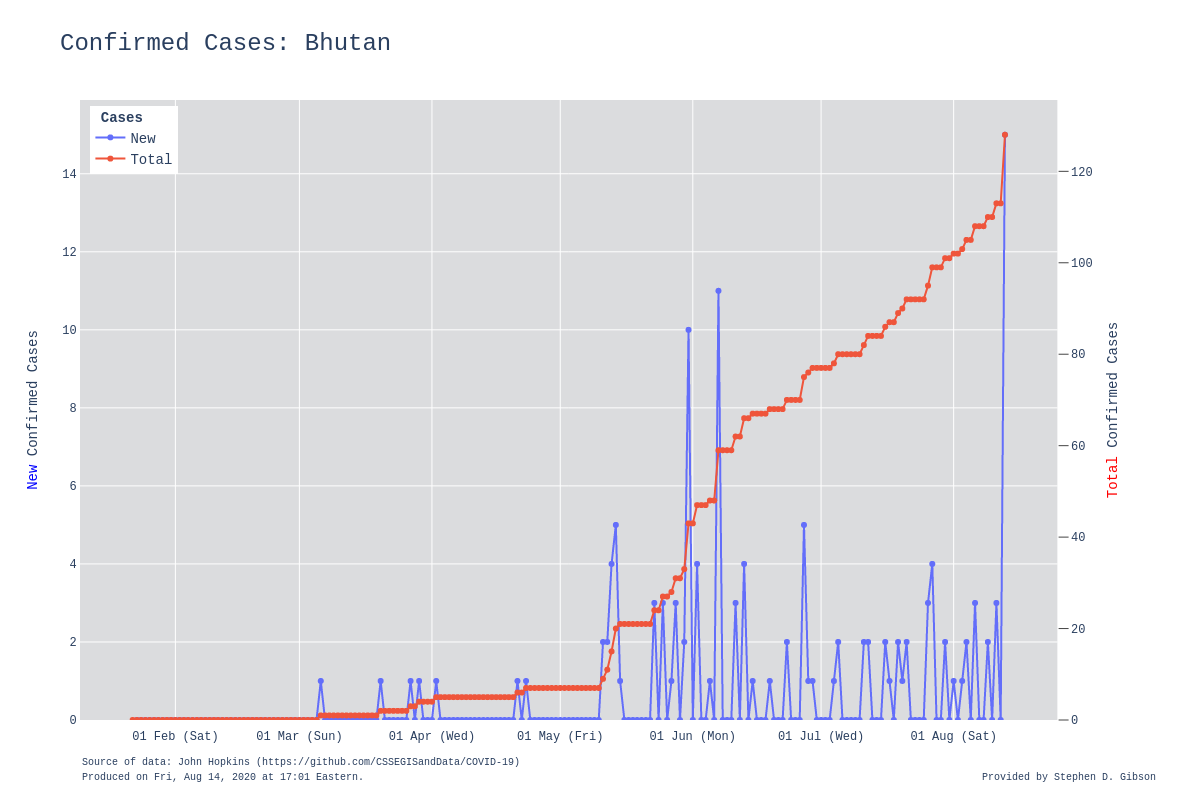 Confirmed Cases: Bhutan
Cases
New
Total
14
12
10
8
6
4
2
0
120
100
80
60
40
20
0
New Confirmed Cases
Total Confirmed Cases
01 Feb (Sat)
01 Mar (Sun)
01 Apr (Wed)
01 May (Fri)
01 Jun (Mon)
01 Jul (Wed)
01 Aug (Sat)
Source of data: John Hopkins (https://github.com/CSSEGISandData/COVID-19)
Produced on Fri, Aug 14, 2020 at 17:01 Eastern.
Provided by Stephen D. Gibson